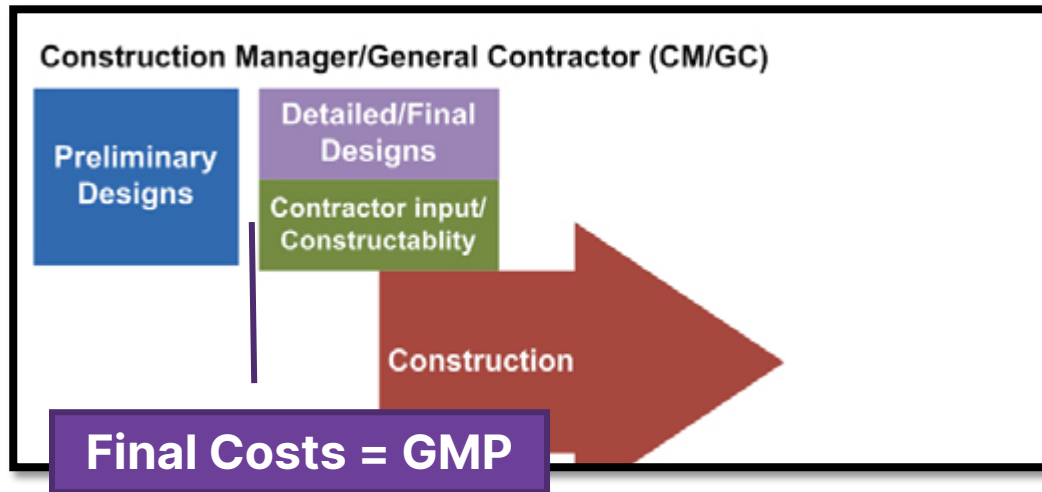 Construction Manager/General Contractor (CM/GC)
Preliminary
Designs
Detailed/Final
Designs
Contractor input/
Constructablity
Construction
Final Costs = GMP